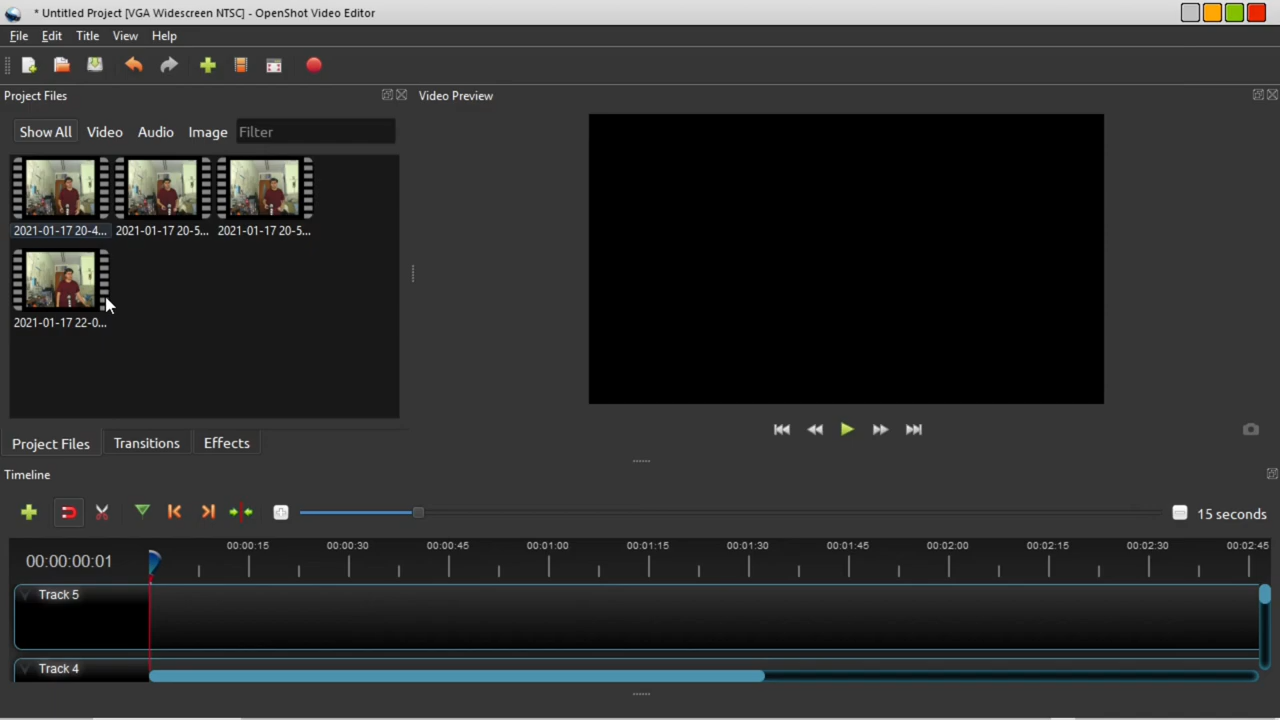 * Untitled Project [VGA Widescreen NTSC] - OpenShot Video Editor
File Edit Title View Help
Project Files
Video Preview
Show All Video Audio Image Filter
2021-01-17 20-4... 2021-01-17 20-5... 2021-01-17 20-5...
2021-01-17 22-0...
Project Files Transitions Effects
Timeline
15 seconds
00:00:00:01
00:00:15 00:00:30 00:00:45 00:01:00 00:01:15 00:01:30 00:01:45 00:02:00 00:02:15 00:02:30 00:02:45
Track 5
Track 4